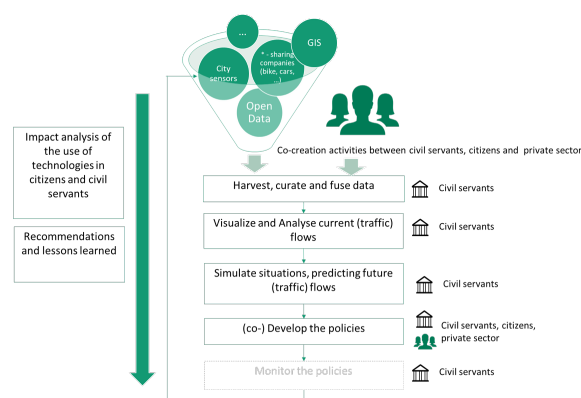 ...
GIS
* - sharing
companies
(bike, cars,
...)
City
sensors
Open
Data
Co-creation activities between civil servants, citizens and private sector
Impact analysis of
the use of
technologies in
citizens and civil
servants
Recommendations
and lessons learned
Harvest, curate and fuse data
Civil servants
Visualize and Analyse current (traffic)
flows
Civil servants
Simulate situations, predicting future
(traffic) flows
Civil servants
(co-) Develop the policies
Civil servants, citizens,
private sector
Monitor the policies
Civil servants